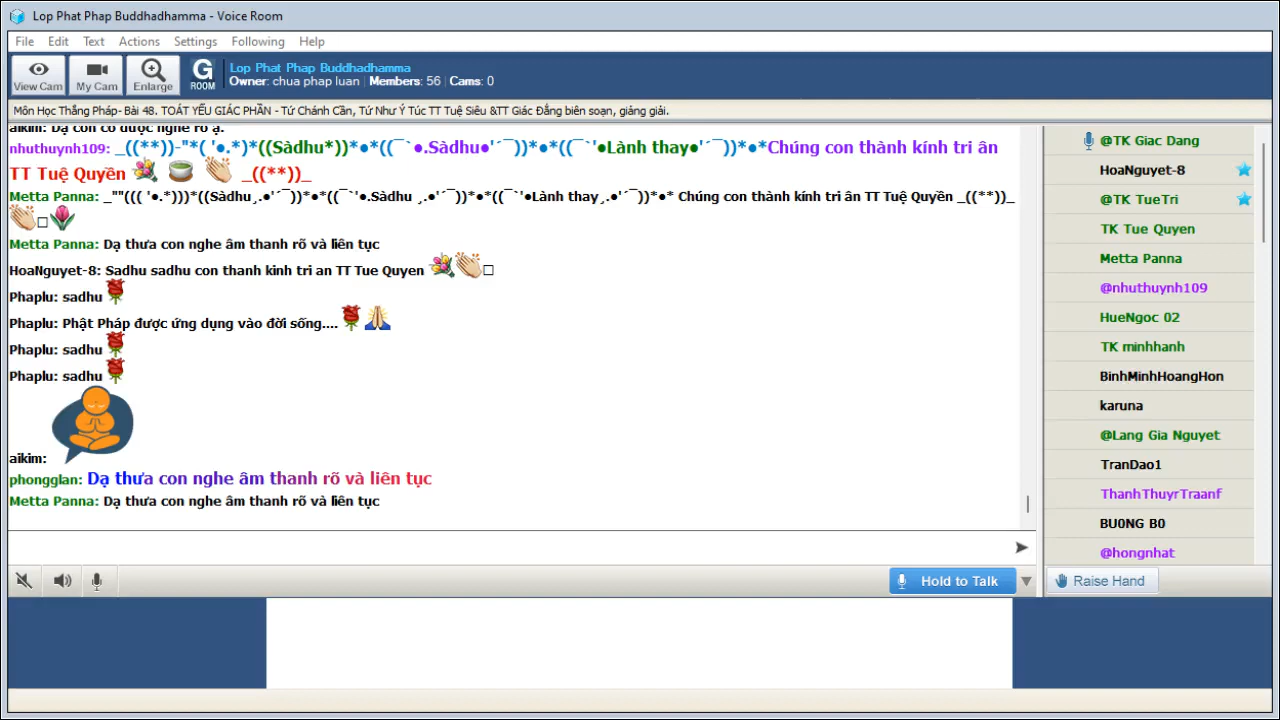 Lop Phat Phap Buddhadhamma - Voice Room
File Edit Text Actions Settings Following Help
View Cam My Cam Enlarge G ROOM
Lop Phat Phap Buddhadhamma
Owner: chua phap luan Members: 56 Cams: 0
Môn Học Thắng Pháp- Bài 48. TOÁT YẾU GIÁC PHẦN - Tứ Chánh Cần, Tứ Như Ý Túc TT Tuệ Siêu &TT Giác Đẳng biên soạn, giảng giải.
aikim: Dạ con có được nghe rõ ạ.
nhuthuynh109: _((**))-"*( '●.*)*((Sàdhu*))*●*((¯`●.Sàdhu●'´¯))*●*((¯`'●Lành thay●'´¯))*●*Chúng con thành kính tri ân
TT Tuệ Quyền _((**))_
Metta Panna: _""((( '●.*)))*((Sàdhu¸.●'´¯))*●*((¯`'●.Sàdhu ¸.●'´¯))*●*((¯`'●Lành thay¸.●'´¯))*●* Chúng con thành kính tri ân TT Tuệ Quyền _((**))_
Metta Panna: Dạ thưa con nghe âm thanh rõ và liên tục
HoaNguyet-8: Sadhu sadhu con thanh kinh tri an TT Tue Quyen
Phaplu: sadhu
Phaplu: Phật Pháp được ứng dụng vào đời sống....
Phaplu: sadhu
Phaplu: sadhu
aikim:
phongglan: Dạ thưa con nghe âm thanh rõ và liên tục
Metta Panna: Dạ thưa con nghe âm thanh rõ và liên tục
Hold to Talk
@TK Giac Dang
HoaNguyet-8
@TK TueTri
TK Tue Quyen
Metta Panna
@nhuthuynh109
HueNgoc 02
TK minhhanh
BinhMinhHoangHon
karuna
@Lang Gia Nguyet
TranDao1
ThanhThuyrTraanf
BU0NG B0
@hongnhat
Raise Hand